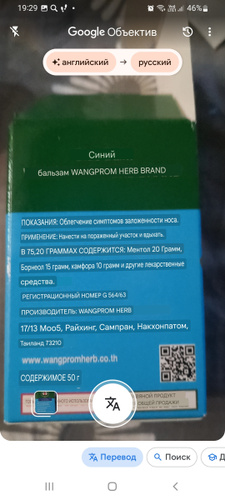 19:29
46%
Google Объектив
английский → русский
Синий
бальзам WANGPROM HERB BRAND
ПОКАЗАНИЯ: Облегчение симптомов заложенности носа.
ПРИМЕНЕНИЕ: Нанести на пораженный участок и вдыхать.
В 75,20 ГРАММАХ СОДЕРЖИТСЯ: Ментол 20 Грамм,
Борнеол 15 грамм, камфора 10 грамм и другие лекарственные
средства.
РЕГИСТРАЦИОННЫЙ НОМЕР G 564/63
ПРОИЗВОДИТЕЛЬ: WANGPROM HERB
17/13 Moo5, Райкинг, Сампран, Накхонпатом,
Таиланд 73210
www.wangpromherb.co.th
СОДЕРЖИМОЕ 50 г
Перевод
Поиск